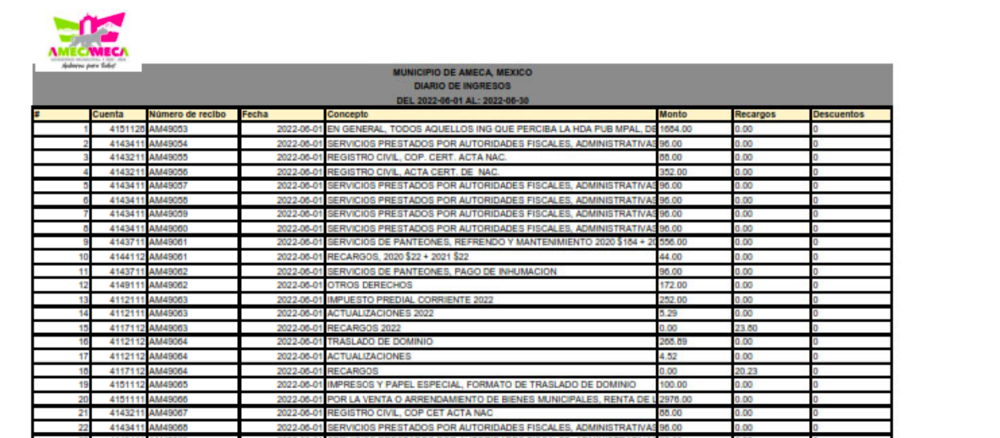 AMECAMECA
Gobierno para Todos!
MUNICIPIO DE AMECA, MEXICO
DIARIO DE INGRESOS
DEL 2022-06-01 AL: 2022-06-30
# Cuenta Número de recibo Fecha Concepto Monto Recargos Descuentos
1 4151128 AM49053 2022-06-01 EN GENERAL, TODOS AQUELLOS ING QUE PERCIBA LA HDA PUB MPAL, DE 1684.00 0.00 0
2 4143411 AM49054 2022-06-01 SERVICIOS PRESTADOS POR AUTORIDADES FISCALES, ADMINISTRATIVAS 96.00 0.00 0
3 4143211 AM49055 2022-06-01 REGISTRO CIVIL, COP. CERT. ACTA NAC. 88.00 0.00 0
4 4143211 AM49056 2022-06-01 REGISTRO CIVIL, ACTA CERT. DE NAC. 352.00 0.00 0
5 4143411 AM49057 2022-06-01 SERVICIOS PRESTADOS POR AUTORIDADES FISCALES, ADMINISTRATIVAS 96.00 0.00 0
6 4143411 AM49058 2022-06-01 SERVICIOS PRESTADOS POR AUTORIDADES FISCALES, ADMINISTRATIVAS 96.00 0.00 0
7 4143411 AM49059 2022-06-01 SERVICIOS PRESTADOS POR AUTORIDADES FISCALES, ADMINISTRATIVAS 96.00 0.00 0
8 4143411 AM49060 2022-06-01 SERVICIOS PRESTADOS POR AUTORIDADES FISCALES, ADMINISTRATIVAS 96.00 0.00 0
9 4143711 AM49061 2022-06-01 SERVICIOS DE PANTEONES, REFRENDO Y MANTENIMIENTO 2020 $184 + 20 556.00 0.00 0
10 4144112 AM49061 2022-06-01 RECARGOS, 2020 $22 + 2021 $22 44.00 0.00 0
11 4143711 AM49062 2022-06-01 SERVICIOS DE PANTEONES, PAGO DE INHUMACION 96.00 0.00 0
12 4149111 AM49062 2022-06-01 OTROS DERECHOS 172.00 0.00 0
13 4112111 AM49063 2022-06-01 IMPUESTO PREDIAL CORRIENTE 2022 252.00 0.00 0
14 4112111 AM49063 2022-06-01 ACTUALIZACIONES 2022 5.29 0.00 0
15 4117112 AM49063 2022-06-01 RECARGOS 2022 0.00 23.80 0
16 4112112 AM49064 2022-06-01 TRASLADO DE DOMINIO 268.89 0.00 0
17 4112112 AM49064 2022-06-01 ACTUALIZACIONES 4.52 0.00 0
18 4117112 AM49064 2022-06-01 RECARGOS 0.00 20.23 0
19 4151112 AM49065 2022-06-01 IMPRESOS Y PAPEL ESPECIAL, FORMATO DE TRASLADO DE DOMINIO 100.00 0.00 0
20 4151111 AM49066 2022-06-01 POR LA VENTA O ARRENDAMIENTO DE BIENES MUNICIPALES, RENTA DE L 2976.00 0.00 0
21 4143211 AM49067 2022-06-01 REGISTRO CIVIL, COP CET ACTA NAC 88.00 0.00 0
22 4143411 AM49068 2022-06-01 SERVICIOS PRESTADOS POR AUTORIDADES FISCALES, ADMINISTRATIVAS 96.00 0.00 0